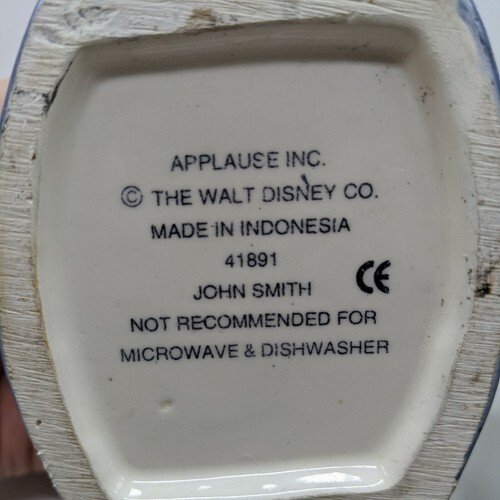 APPLAUSE INC.
© THE WALT DISNEY CO.
MADE IN INDONESIA
41891
CE
JOHN SMITH
NOT RECOMMENDED FOR
MICROWAVE & DISHWASHER